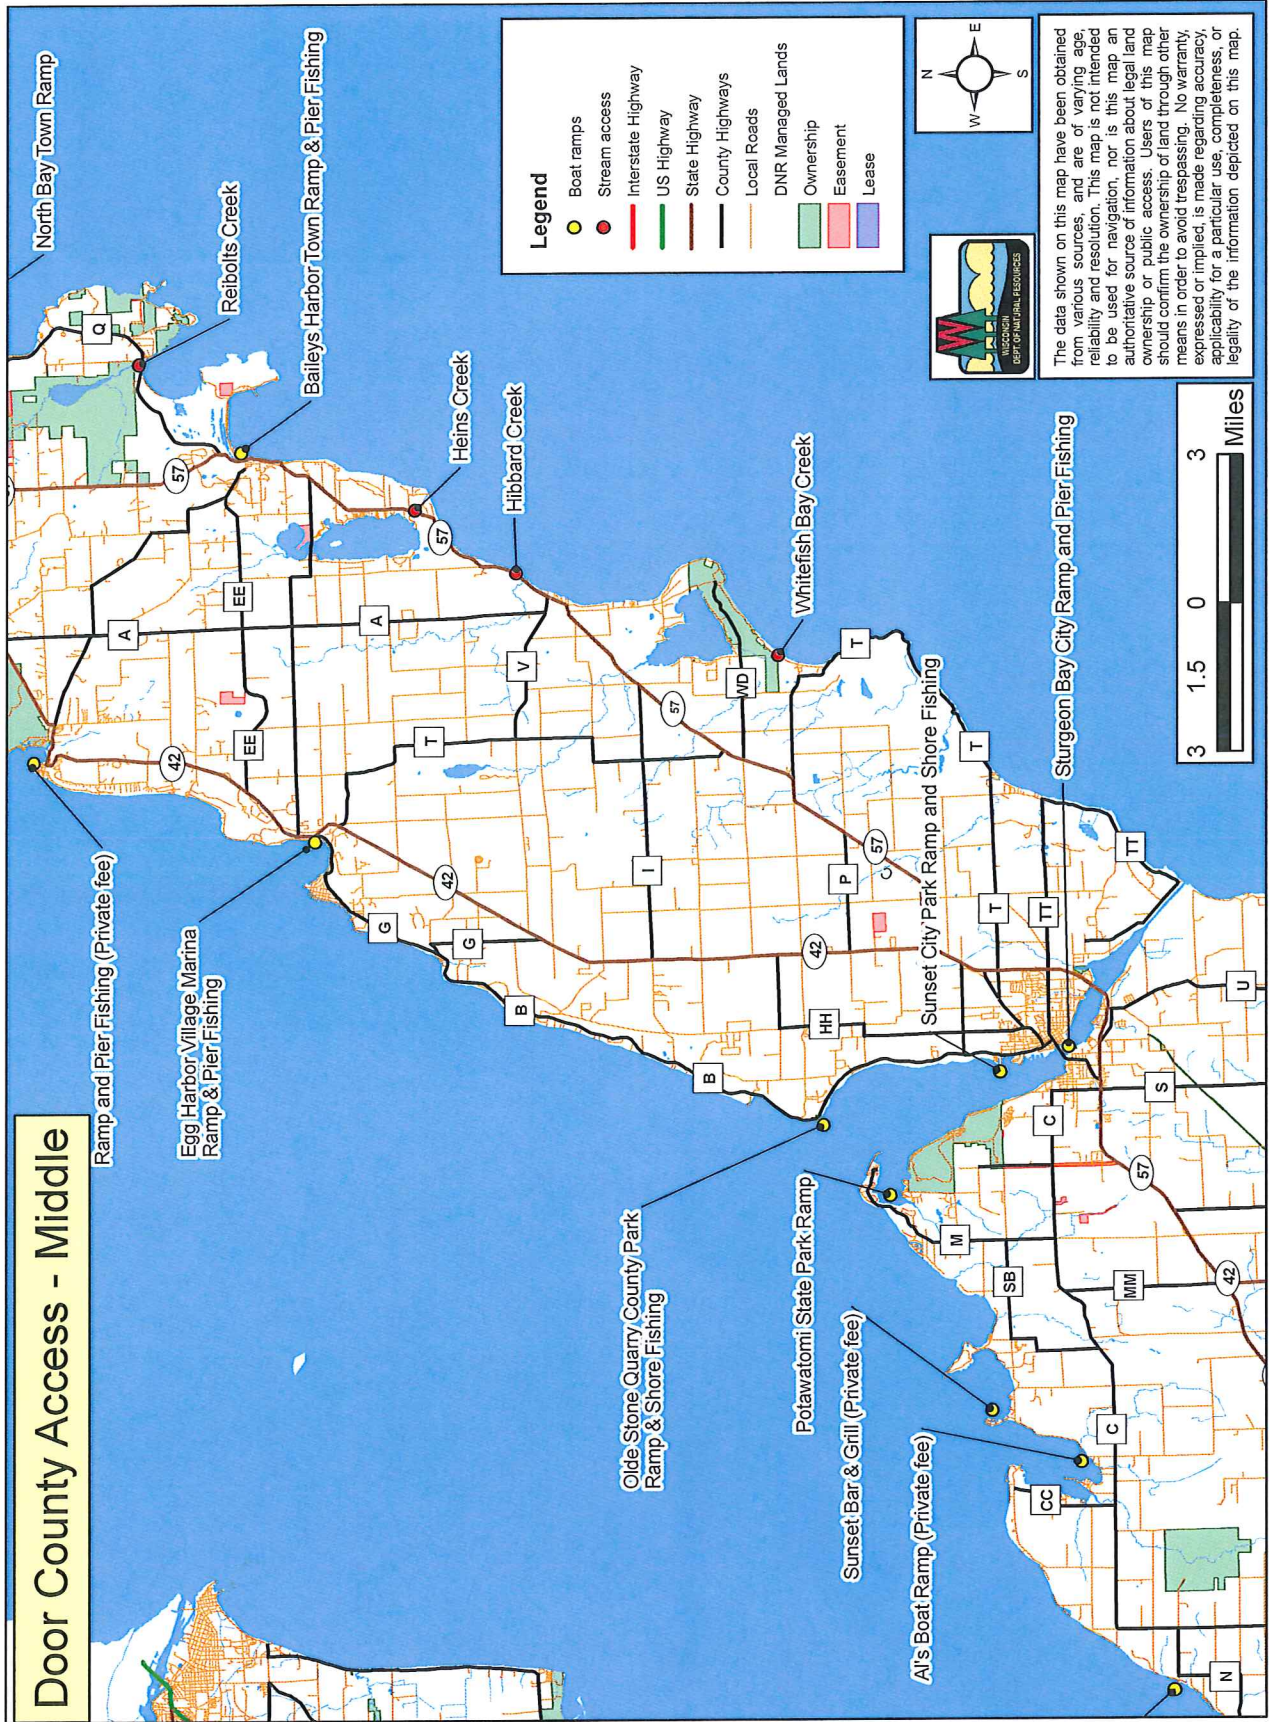 Door County Access - Middle
North Bay Town Ramp
Reibolts Creek
Baileys Harbor Town Ramp & Pier Fishing
Heins Creek
Hibbard Creek
Whitefish Bay Creek
Sturgeon Bay City Ramp and Pier Fishing
Sunset City Park Ramp and Shore Fishing
Ramp and Pier Fishing (Private fee)
Egg Harbor Village Marina
Ramp & Pier Fishing
Olde Stone Quarry County Park
Ramp & Shore Fishing
Potawatomi State Park Ramp
Sunset Bar & Grill (Private fee)
Al's Boat Ramp (Private fee)
Q
57
A
EE
A
EE
42
V
T
57
42
G
G
B
I
57
WD
T
B
P
57
42
HH
T
T
TT
TT
U
S
C
57
M
SB
MM
42
C
CC
N
Legend
Boat ramps
Stream access
Interstate Highway
US Highway
State Highway
County Highways
Local Roads
DNR Managed Lands
Ownership
Easement
Lease
N
W
E
S
WISCONSIN
DEPT. OF NATURAL RESOURCES
The data shown on this map have been obtained
from various sources, and are of varying age,
reliability and resolution. This map is not intended
to be used for navigation, nor is this map an
authoritative source of information about legal land
ownership or public access. Users of this map
should confirm the ownership of land through other
means in order to avoid trespassing. No warranty,
expressed or implied, is made regarding accuracy,
applicability for a particular use, completeness, or
legality of the information depicted on this map.
3 1.5 0 3
Miles